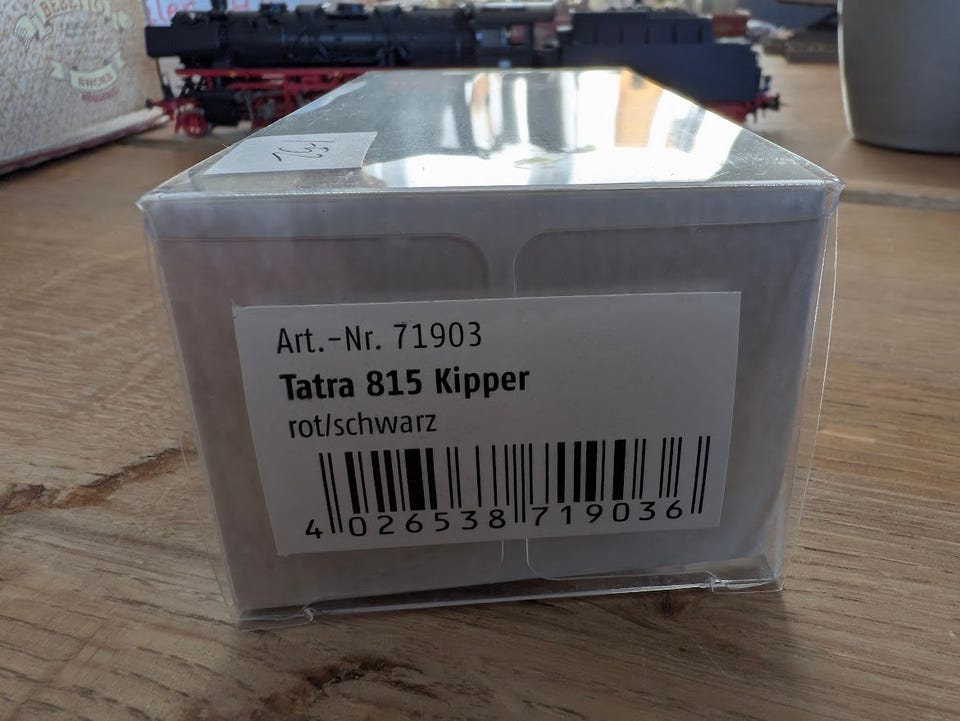 Art.-Nr. 71903
Tatra 815 Kipper
rot/schwarz
4 026538 719036